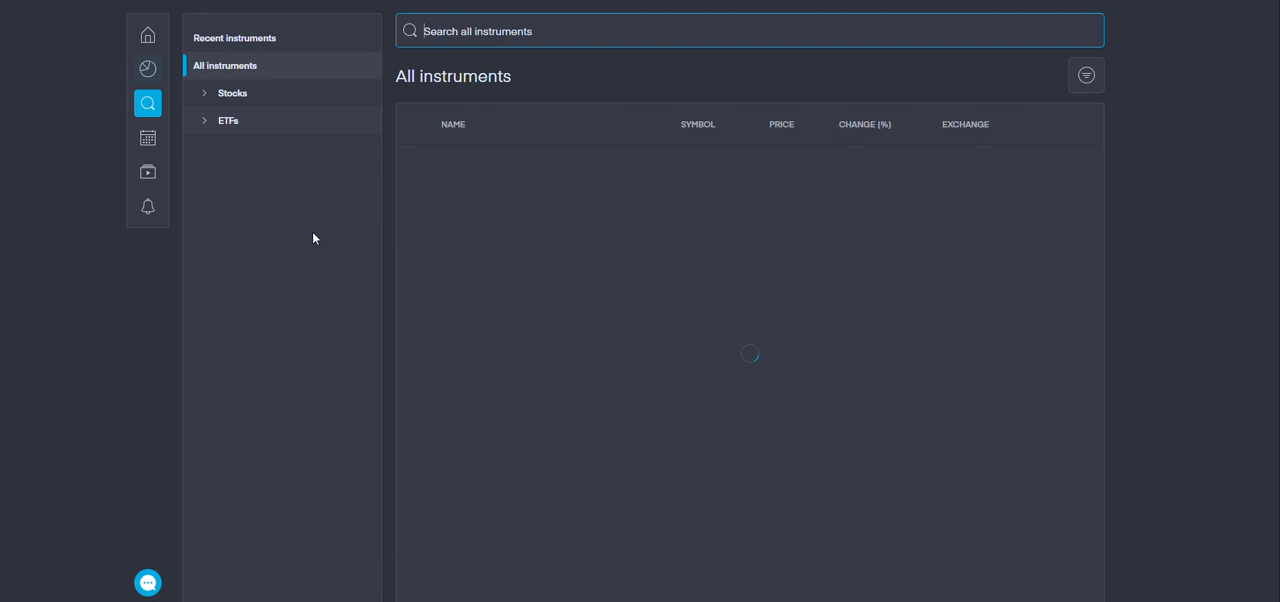 Recent instruments
All instruments
Stocks
ETFs
Search all instruments
All instruments
NAME SYMBOL PRICE CHANGE (%) EXCHANGE